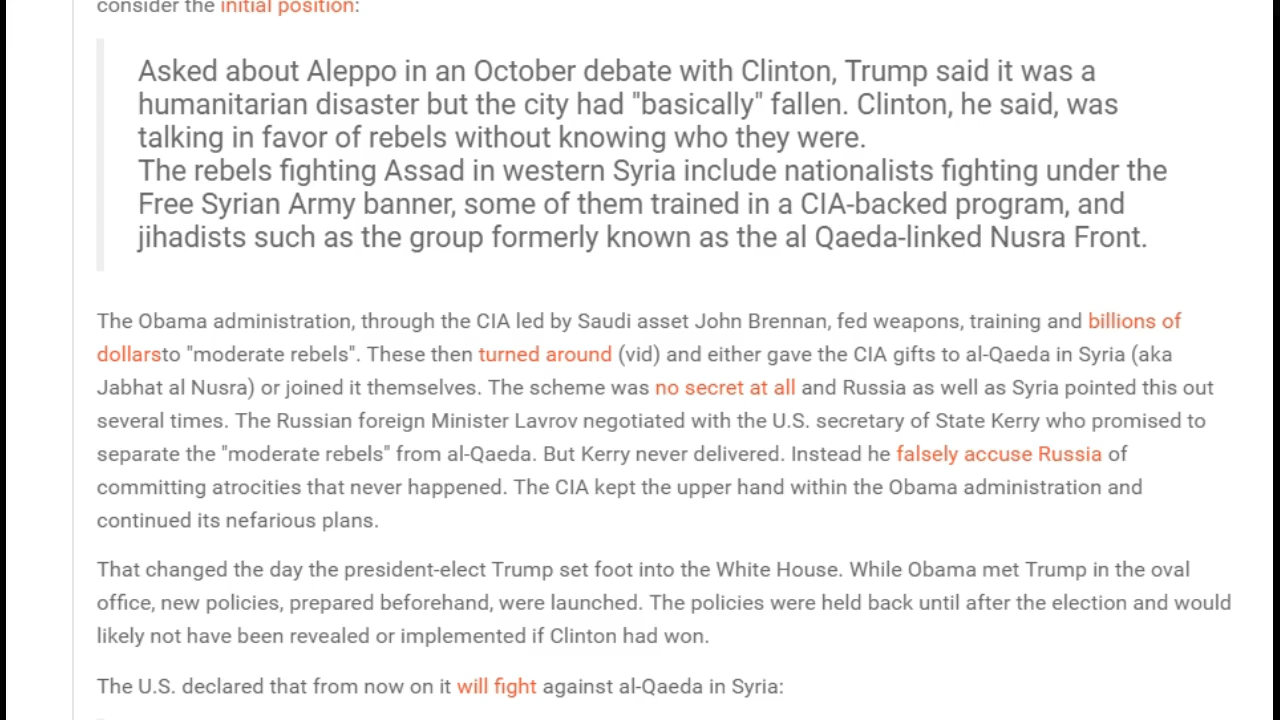 consider the initial position:
Asked about Aleppo in an October debate with Clinton, Trump said it was a
humanitarian disaster but the city had "basically" fallen. Clinton, he said, was
talking in favor of rebels without knowing who they were.
The rebels fighting Assad in western Syria include nationalists fighting under the
Free Syrian Army banner, some of them trained in a CIA-backed program, and
jihadists such as the group formerly known as the al Qaeda-linked Nusra Front.
The Obama administration, through the CIA led by Saudi asset John Brennan, fed weapons, training and billions of
dollarsto "moderate rebels". These then turned around (vid) and either gave the CIA gifts to al-Qaeda in Syria (aka
Jabhat al Nusra) or joined it themselves. The scheme was no secret at all and Russia as well as Syria pointed this out
several times. The Russian foreign Minister Lavrov negotiated with the U.S. secretary of State Kerry who promised to
separate the "moderate rebels" from al-Qaeda. But Kerry never delivered. Instead he falsely accuse Russia of
committing atrocities that never happened. The CIA kept the upper hand within the Obama administration and
continued its nefarious plans.
That changed the day the president-elect Trump set foot into the White House. While Obama met Trump in the oval
office, new policies, prepared beforehand, were launched. The policies were held back until after the election and would
likely not have been revealed or implemented if Clinton had won.
The U.S. declared that from now on it will fight against al-Qaeda in Syria: